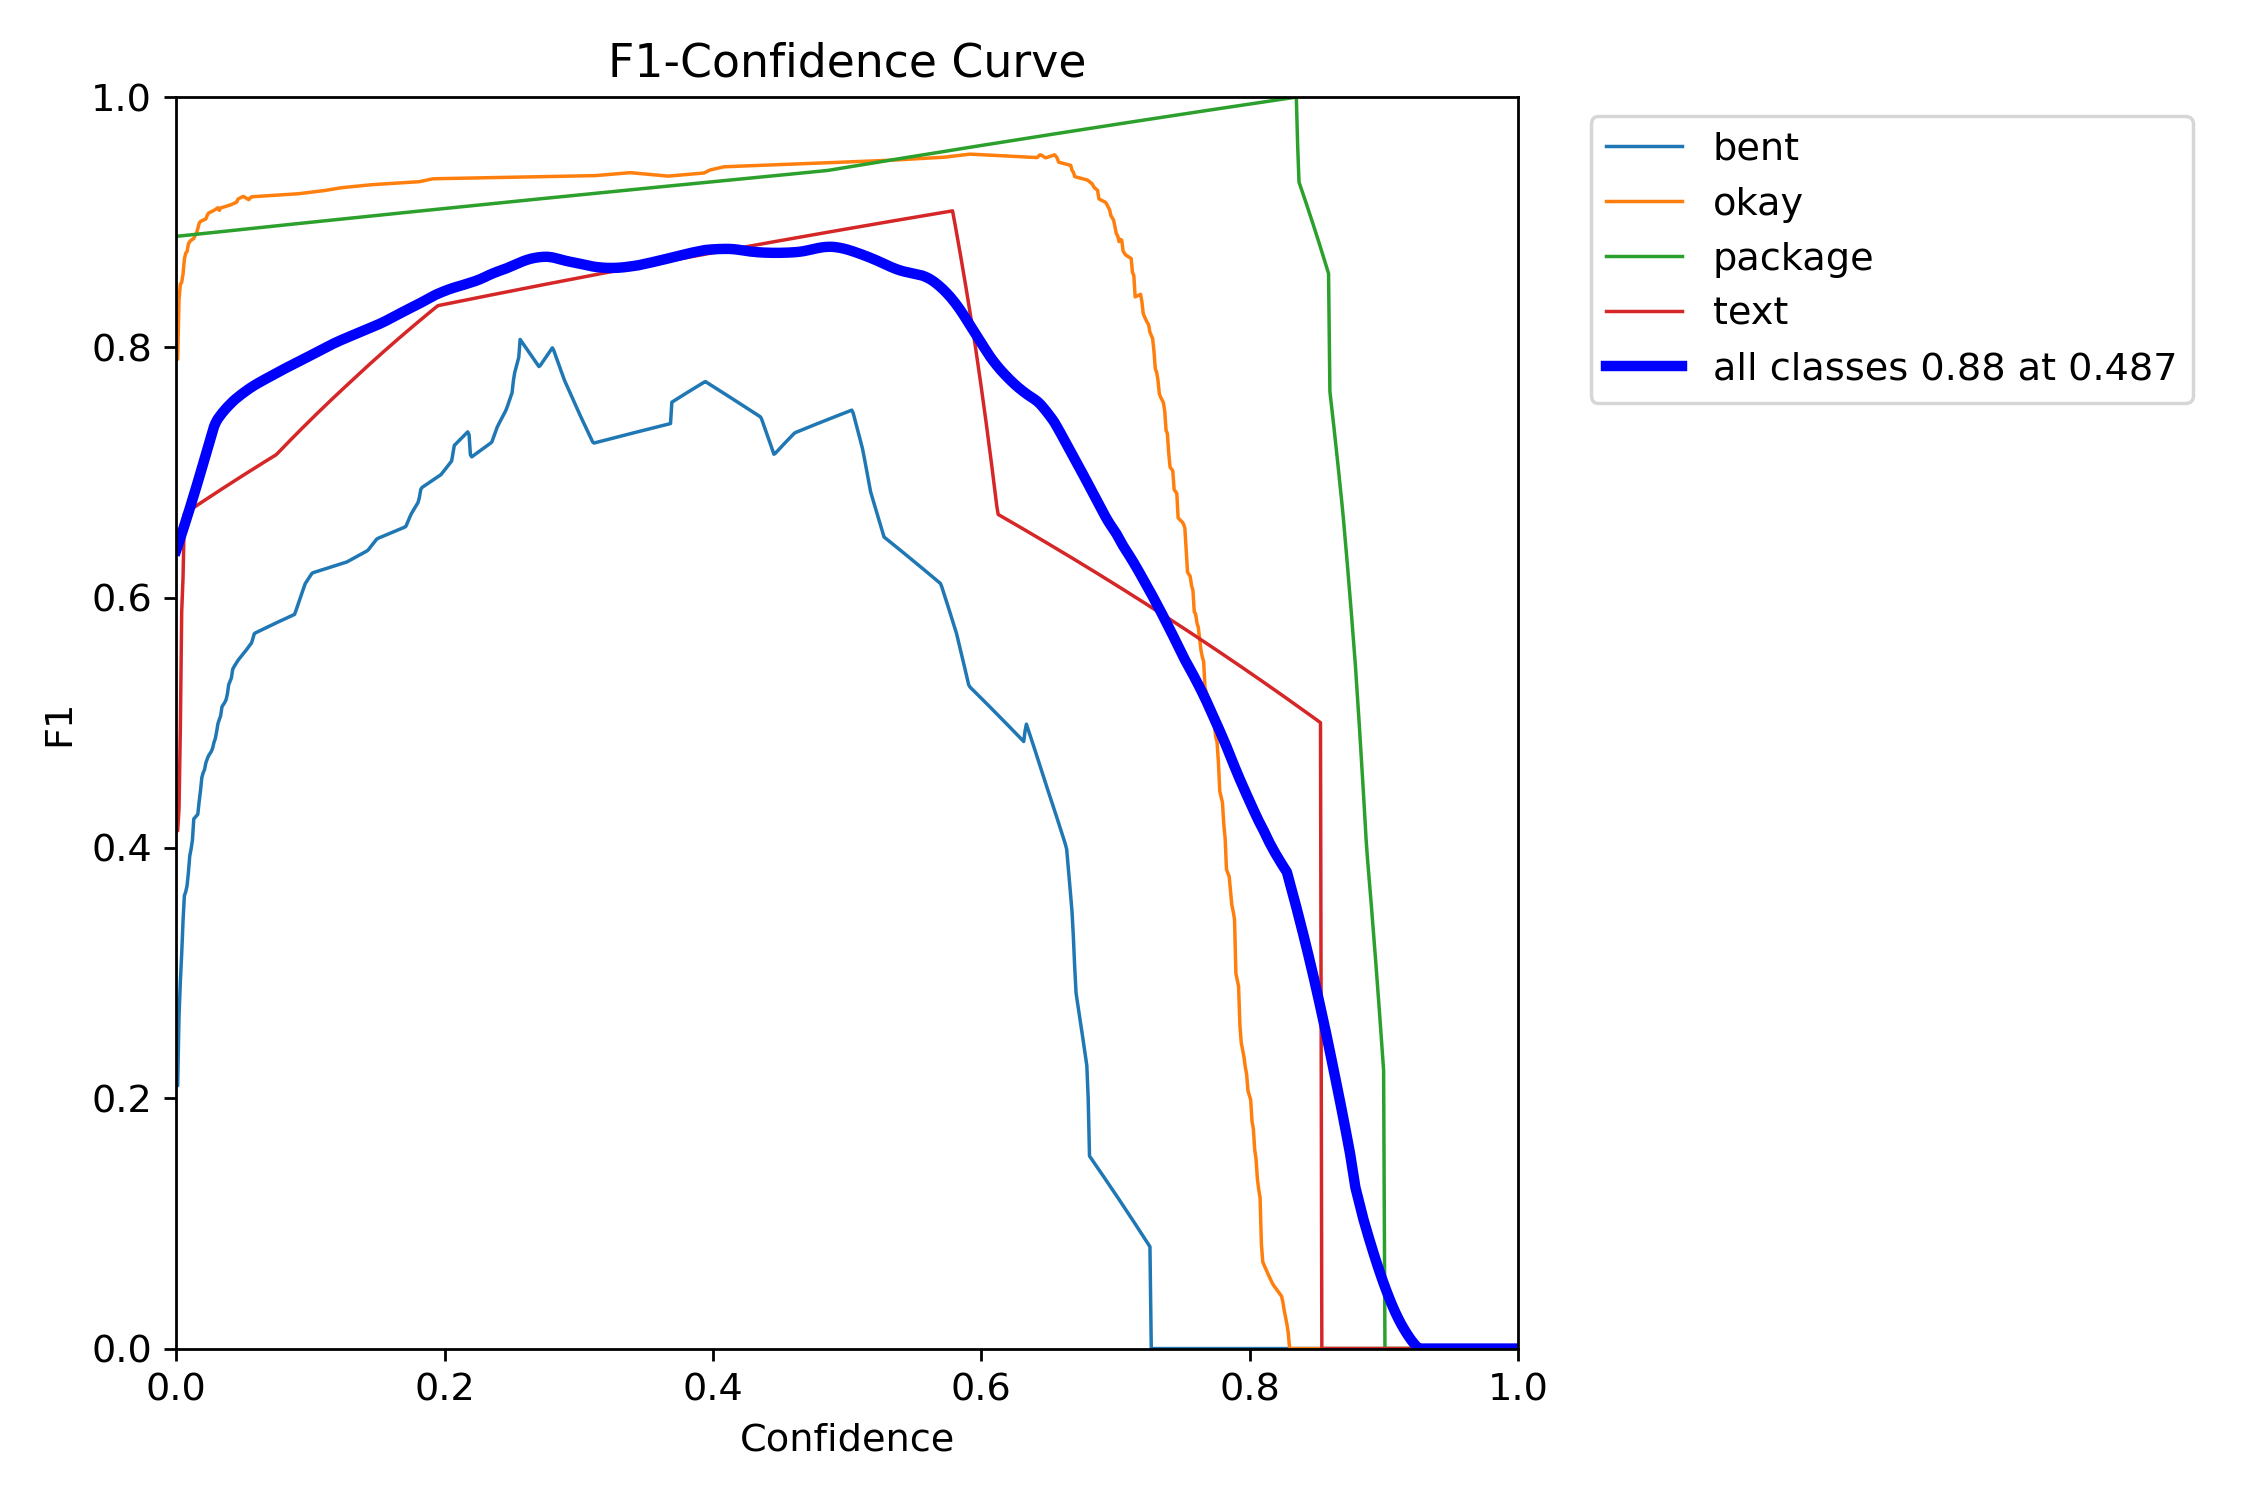 F1-Confidence Curve
1.0
0.8
0.6
0.4
0.2
0.0
F1
0.0 0.2 0.4 0.6 0.8 1.0
Confidence
bent
okay
package
text
all classes 0.88 at 0.487